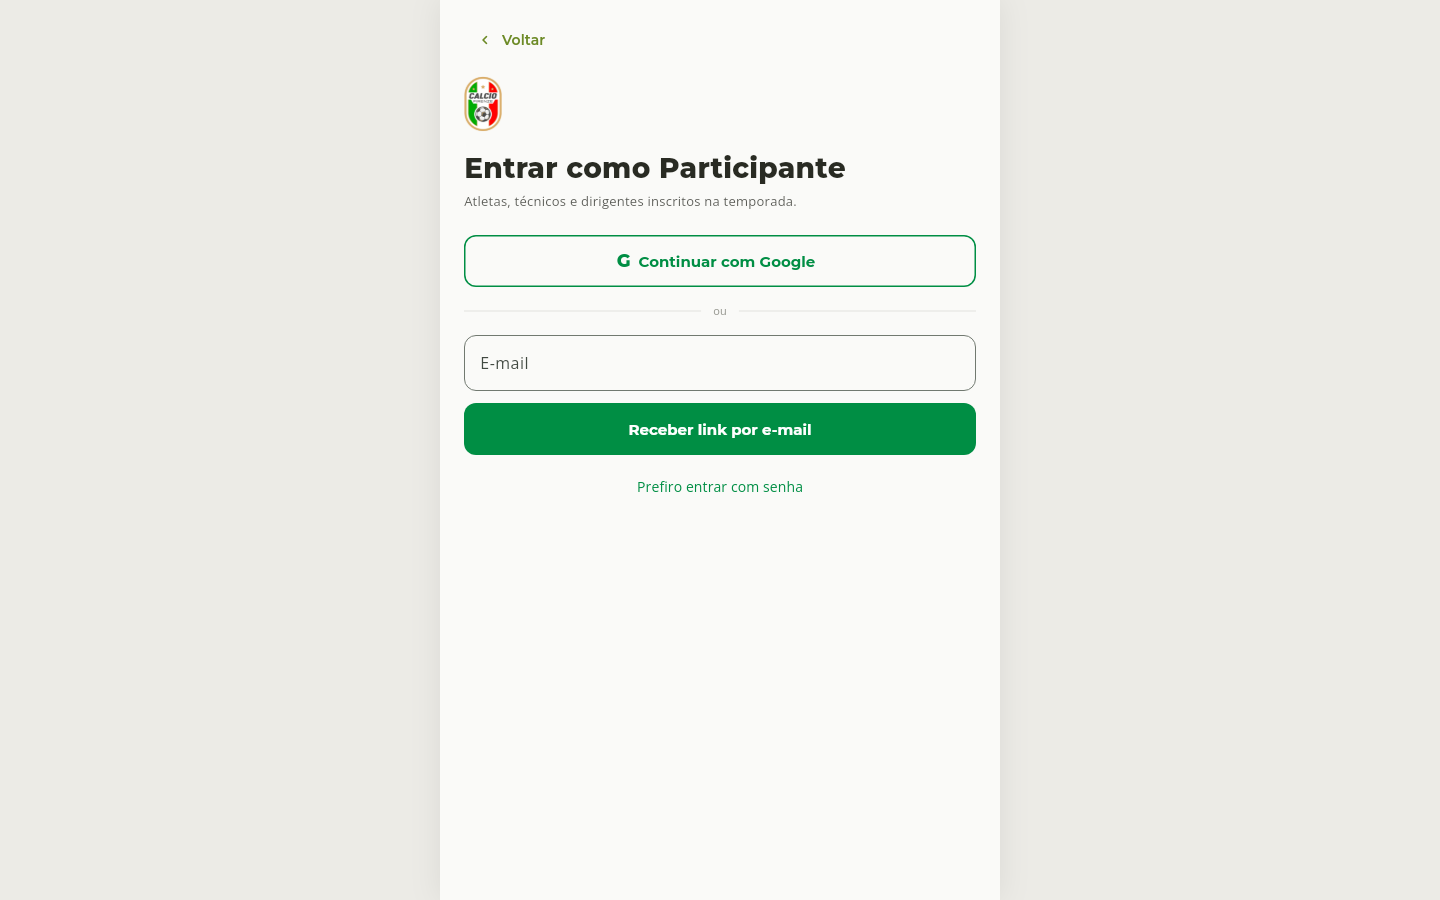 Voltar
CALCIO
Entrar como Participante
Atletas, técnicos e dirigentes inscritos na temporada.
G Continuar com Google
ou
E-mail
Receber link por e-mail
Prefiro entrar com senha